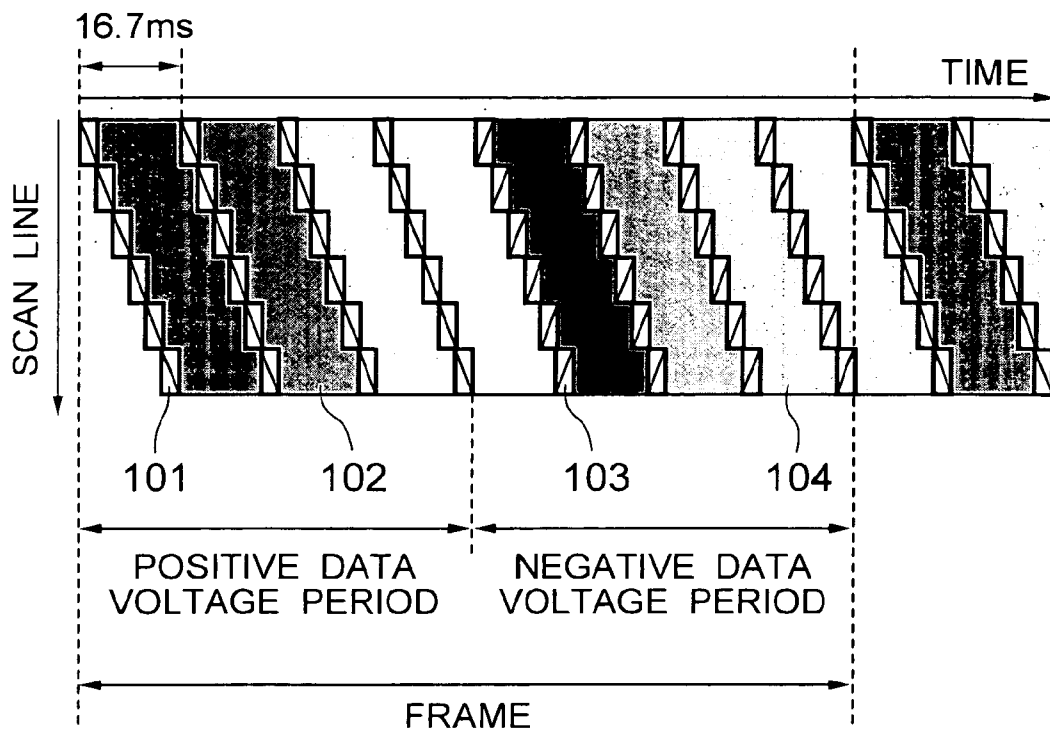 16.7ms
TIME
SCAN LINE
101
102
103
104
POSITIVE DATA
VOLTAGE PERIOD
NEGATIVE DATA
VOLTAGE PERIOD
FRAME